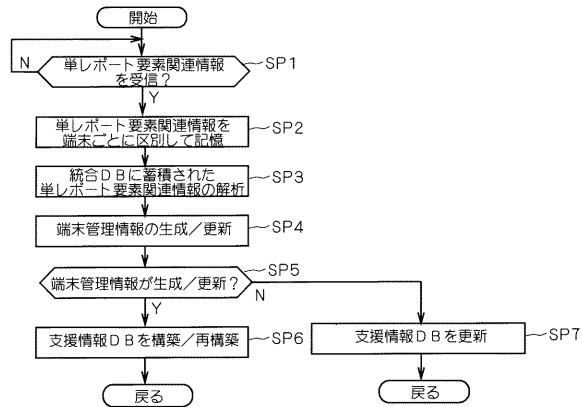 開始
N
単レポート要素関連情報
を受信？
SP1
Y
単レポート要素関連情報を
端末ごとに区別して記憶
SP2
統合DBに蓄積された
単レポート要素関連情報の解析
SP3
端末管理情報の生成／更新
SP4
端末管理情報が生成／更新？
SP5
N
Y
支援情報DBを構築／再構築
SP6
支援情報DBを更新
SP7
戻る
戻る